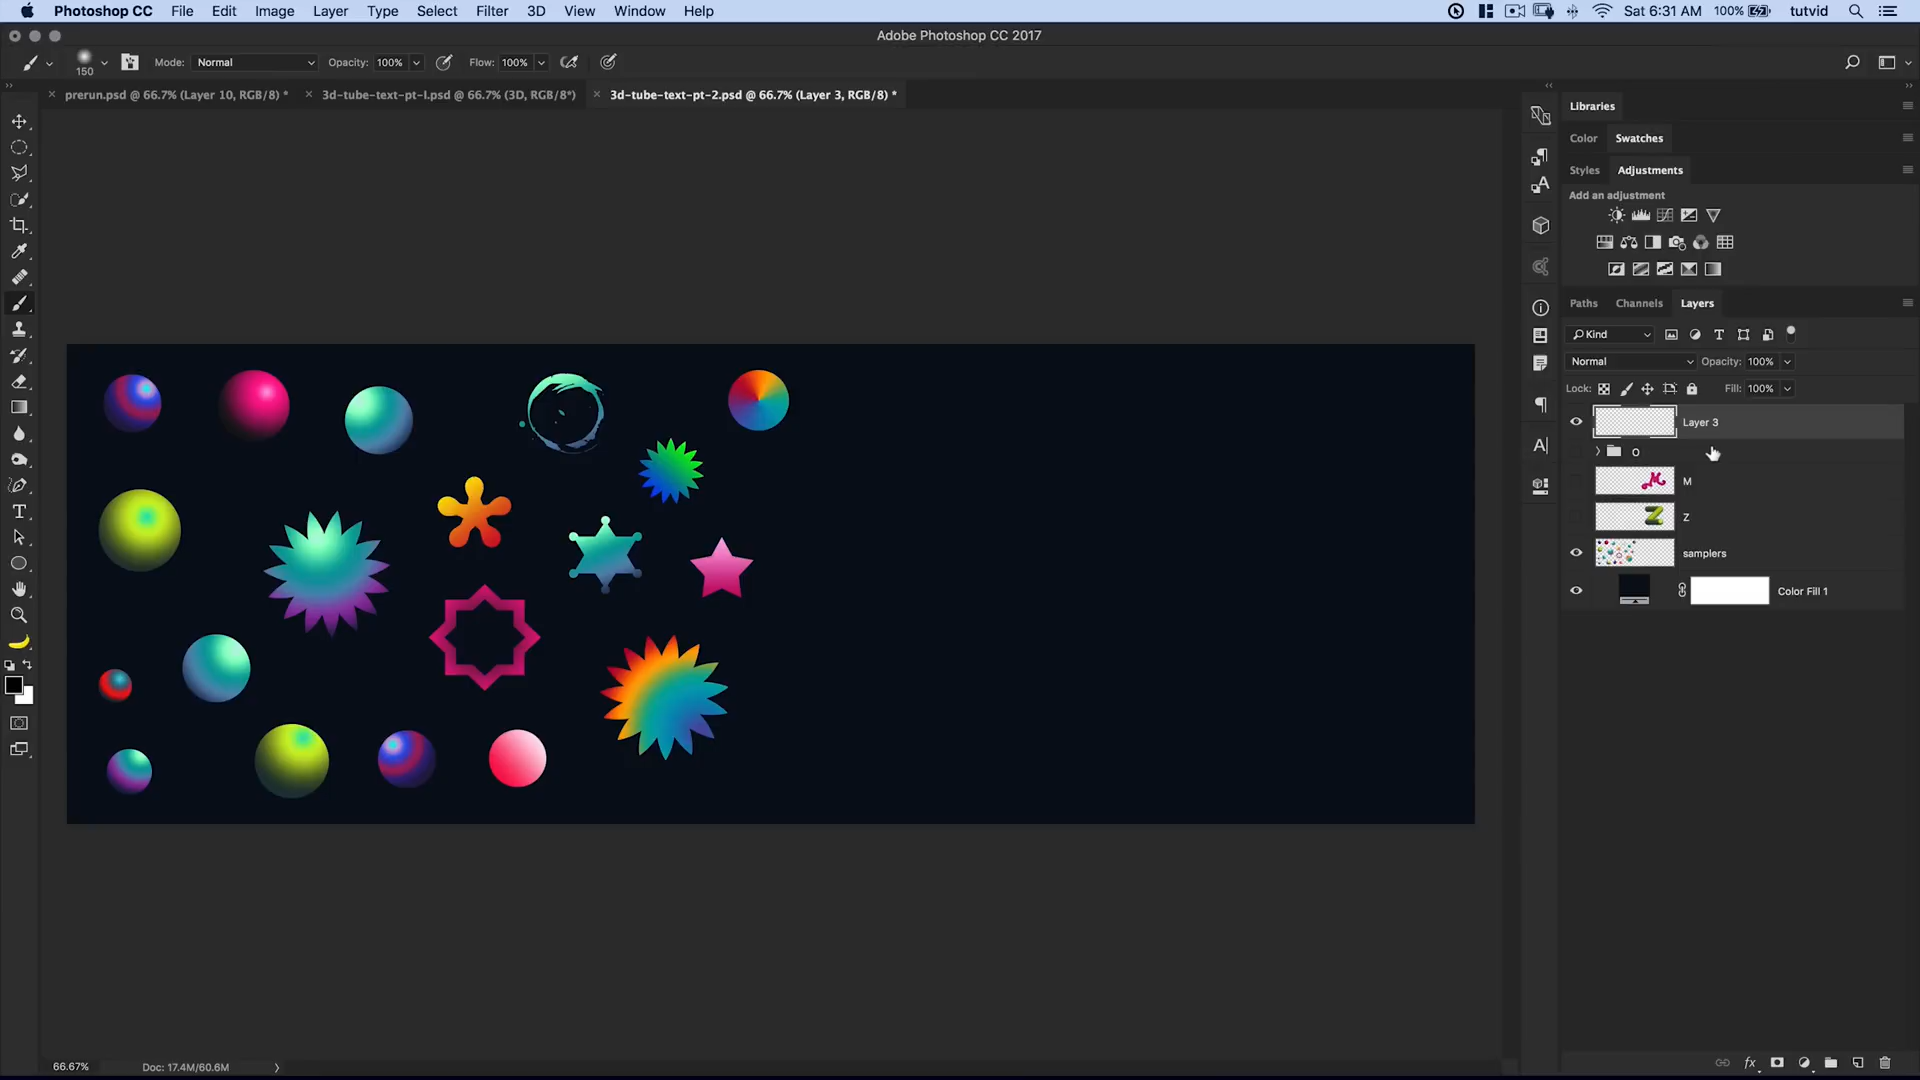 Photoshop CC File Edit Image Layer Type Select Filter 3D View Window Help Sat 6:31 AM 100% tutvid
Adobe Photoshop CC 2017
150 Mode: Normal Opacity: 100% Flow: 100%
prerun.psd @ 66.7% (Layer 10, RGB/8) * 3d-tube-text-pt-1.psd @ 66.7% (3D, RGB/8*) 3d-tube-text-pt-2.psd @ 66.7% (Layer 3, RGB/8) *
Libraries
Color Swatches
Styles Adjustments
Add an adjustment
Paths Channels Layers
Kind
Normal Opacity: 100%
Lock: Fill: 100%
Layer 3
O
M
Z
samplers
Color Fill 1
66.67% Doc: 17.4M/60.6M